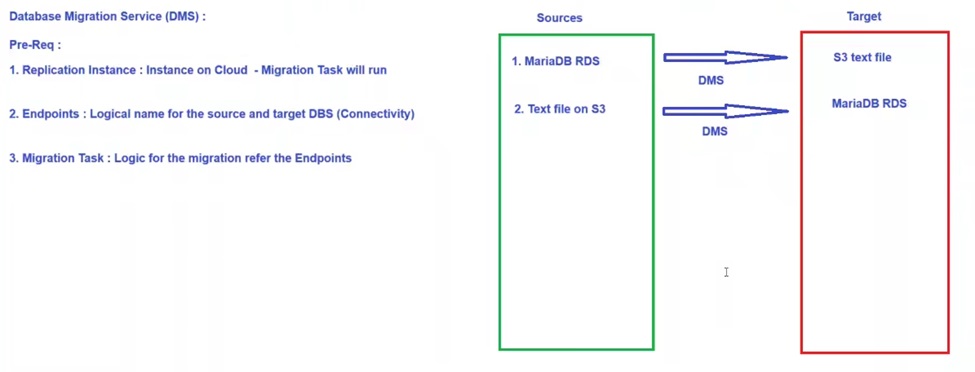 Database Migration Service (DMS) :
Pre-Req :
1. Replication Instance : Instance on Cloud - Migration Task will run
2. Endpoints : Logical name for the source and target DBS (Connectivity)
3. Migration Task : Logic for the migration refer the Endpoints
Sources
Target
1. MariaDB RDS
DMS
S3 text file
2. Text file on S3
DMS
MariaDB RDS